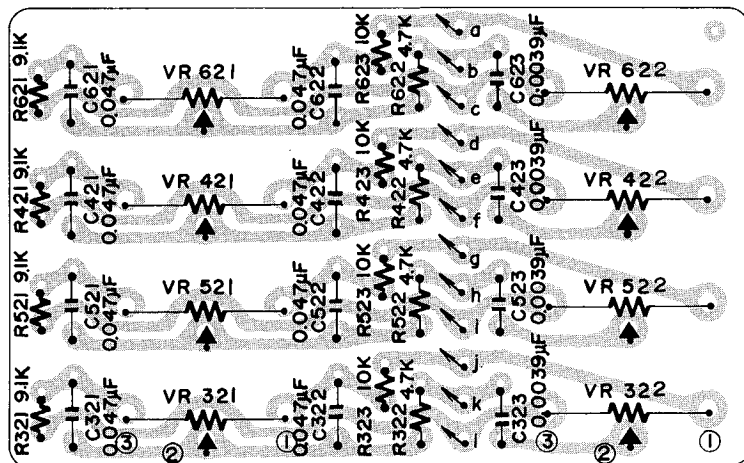 R621 9.1K
C621
0.047µF
VR 621
0.047µF
C622
R623 10K
R622 4.7K
a
b
c
C623
0.0039µF
VR 622
R421 9.1K
C421
0.047µF
VR 421
0.047µF
C422
R423 10K
R422 4.7K
d
e
f
C423
0.0039µF
VR 422
R521 9.1K
C521
0.047µF
VR 521
0.047µF
C522
R523 10K
R522 4.7K
g
h
i
C523
0.0039µF
VR 522
R321 9.1K
C321
0.047µF
VR 321
0.047µF
C322
R323 10K
R322 4.7K
j
k
l
C323
0.0039µF
VR 322
③ ② ① ③ ② ①